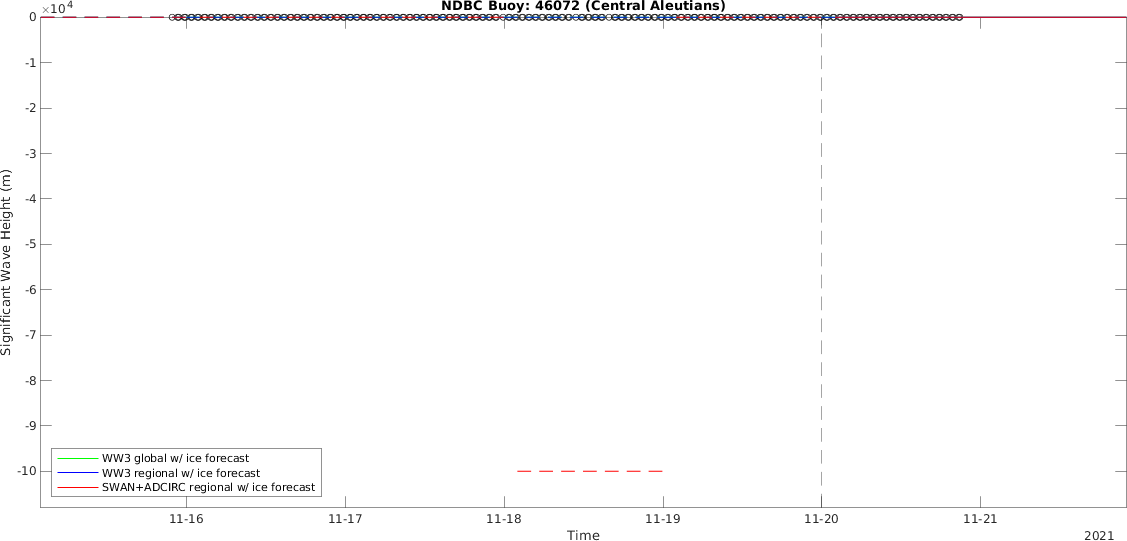 NDBC Buoy: 46072 (Central Aleutians)
×10^4
0
-1
-2
-3
-4
-5
-6
-7
-8
-9
-10
Significant Wave Height (m)
WW3 global w/ ice forecast
WW3 regional w/ ice forecast
SWAN+ADCIRC regional w/ ice forecast
11-16 11-17 11-18 11-19 11-20 11-21
Time
2021